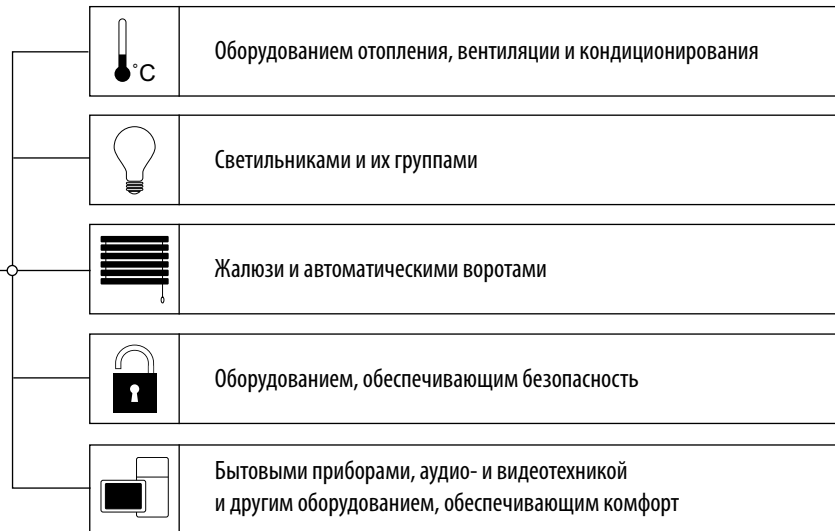 °C
Оборудованием отопления, вентиляции и кондиционирования
Светильниками и их группами
Жалюзи и автоматическими воротами
Оборудованием, обеспечивающим безопасность
Бытовыми приборами, аудио- и видеотехникой
и другим оборудованием, обеспечивающим комфорт